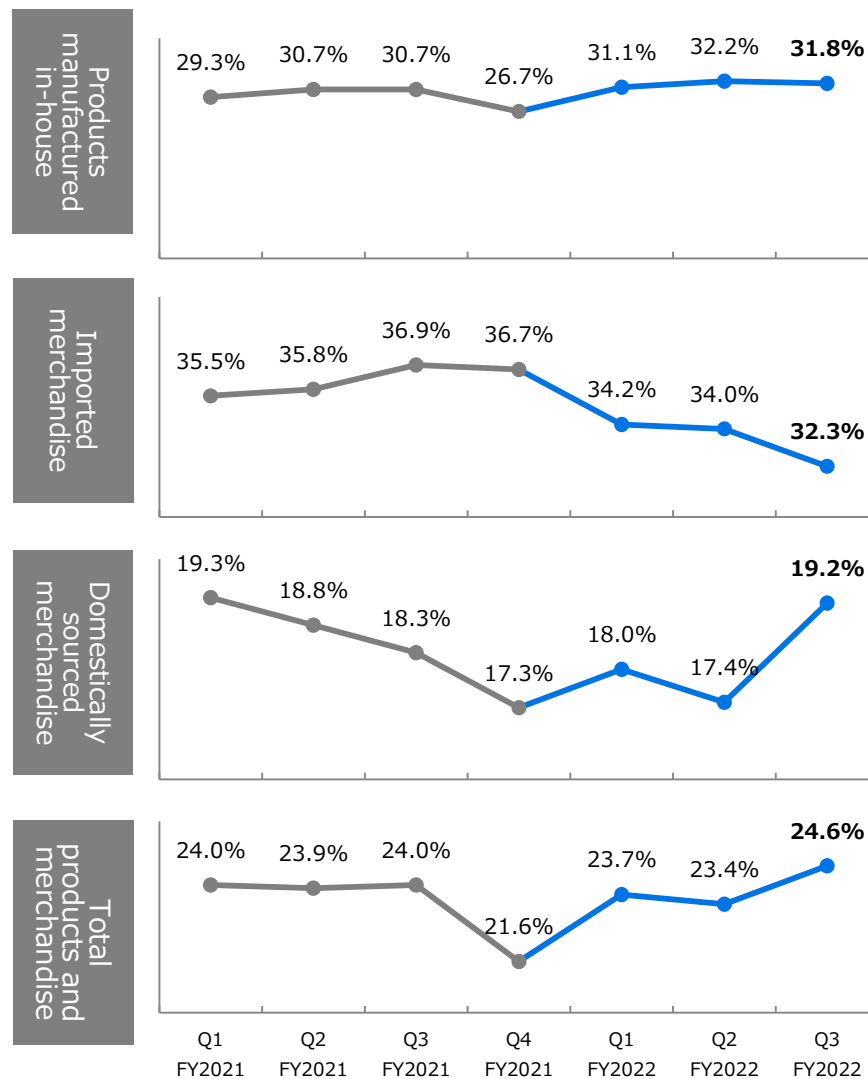 Products
manufactured
in-house
29.3%
30.7%
30.7%
26.7%
31.1%
32.2%
31.8%
Imported
merchandise
35.5%
35.8%
36.9%
36.7%
34.2%
34.0%
32.3%
Domestically
sourced
merchandise
19.3%
18.8%
18.3%
17.3%
18.0%
17.4%
19.2%
Total
products and
merchandise
24.0%
23.9%
24.0%
21.6%
23.7%
23.4%
24.6%
Q1
FY2021
Q2
FY2021
Q3
FY2021
Q4
FY2021
Q1
FY2022
Q2
FY2022
Q3
FY2022